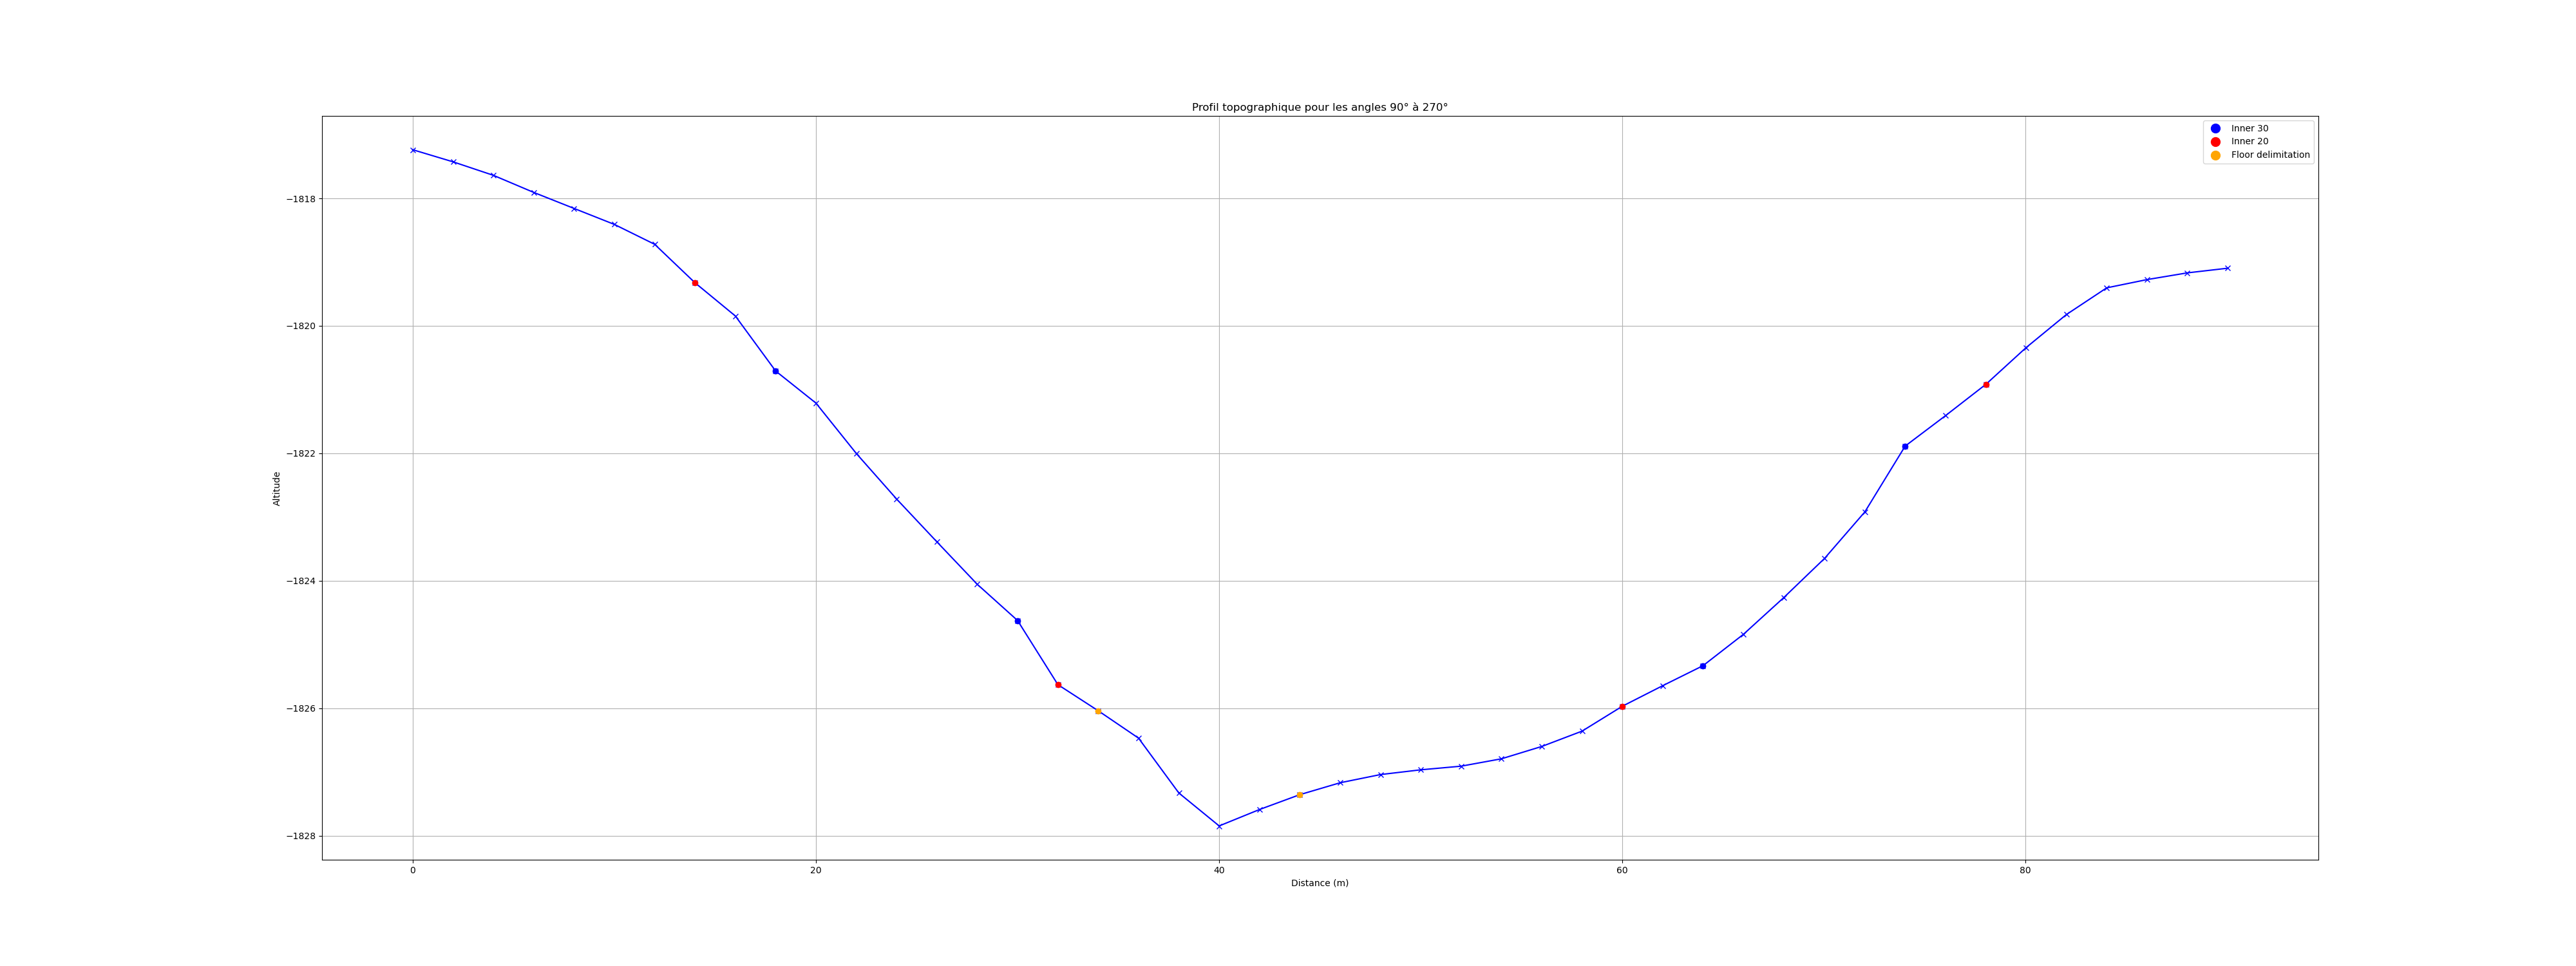 Profil topographique pour les angles 90° à 270°
Inner 30
Inner 20
Floor delimitation
−1818
−1820
−1822
−1824
−1826
−1828
Altitude
0
20
40
60
80
Distance (m)